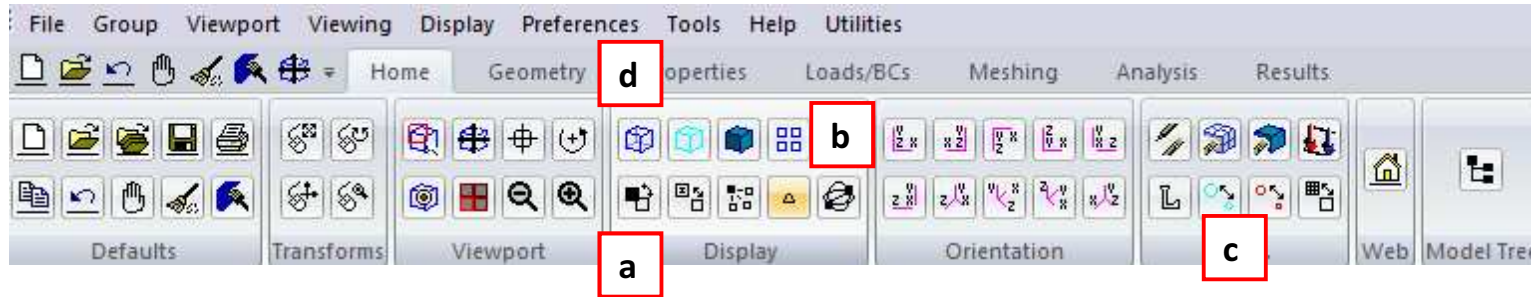 File Group Viewport Viewing Display Preferences Tools Help Utilities
Home Geometry d operties Loads/BCs Meshing Analysis Results
b
Defaults Transforms Viewport a Display Orientation c Web Model Tree